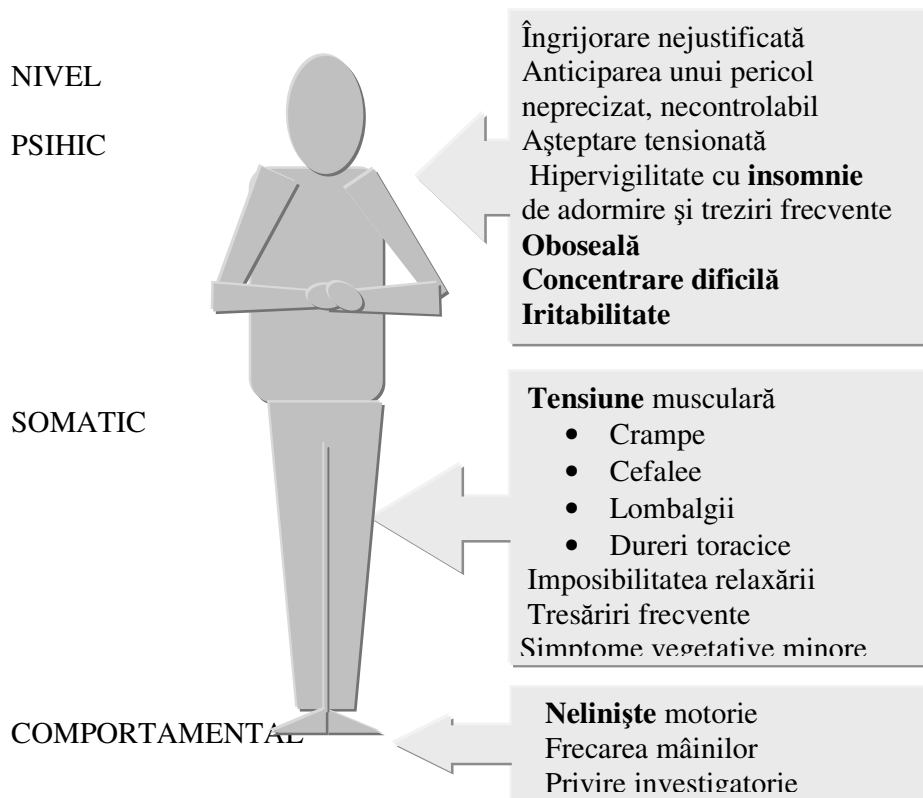 NIVEL
PSIHIC
Îngrijorare nejustificată
Anticiparea unui pericol
neprecizat, necontrolabil
Aşteptare tensionată
Hipervigilitate cu insomnie
de adormire şi treziri frecvente
Oboseală
Concentrare dificilă
Iritabilitate
SOMATIC
Tensiune musculară
• Crampe
• Cefalee
• Lombalgii
• Dureri toracice
Imposibilitatea relaxării
Tresăriri frecvente
Simptome vegetative minore
COMPORTAMENTAL
Nelinişte motorie
Frecarea mâinilor
Privire investigatorie